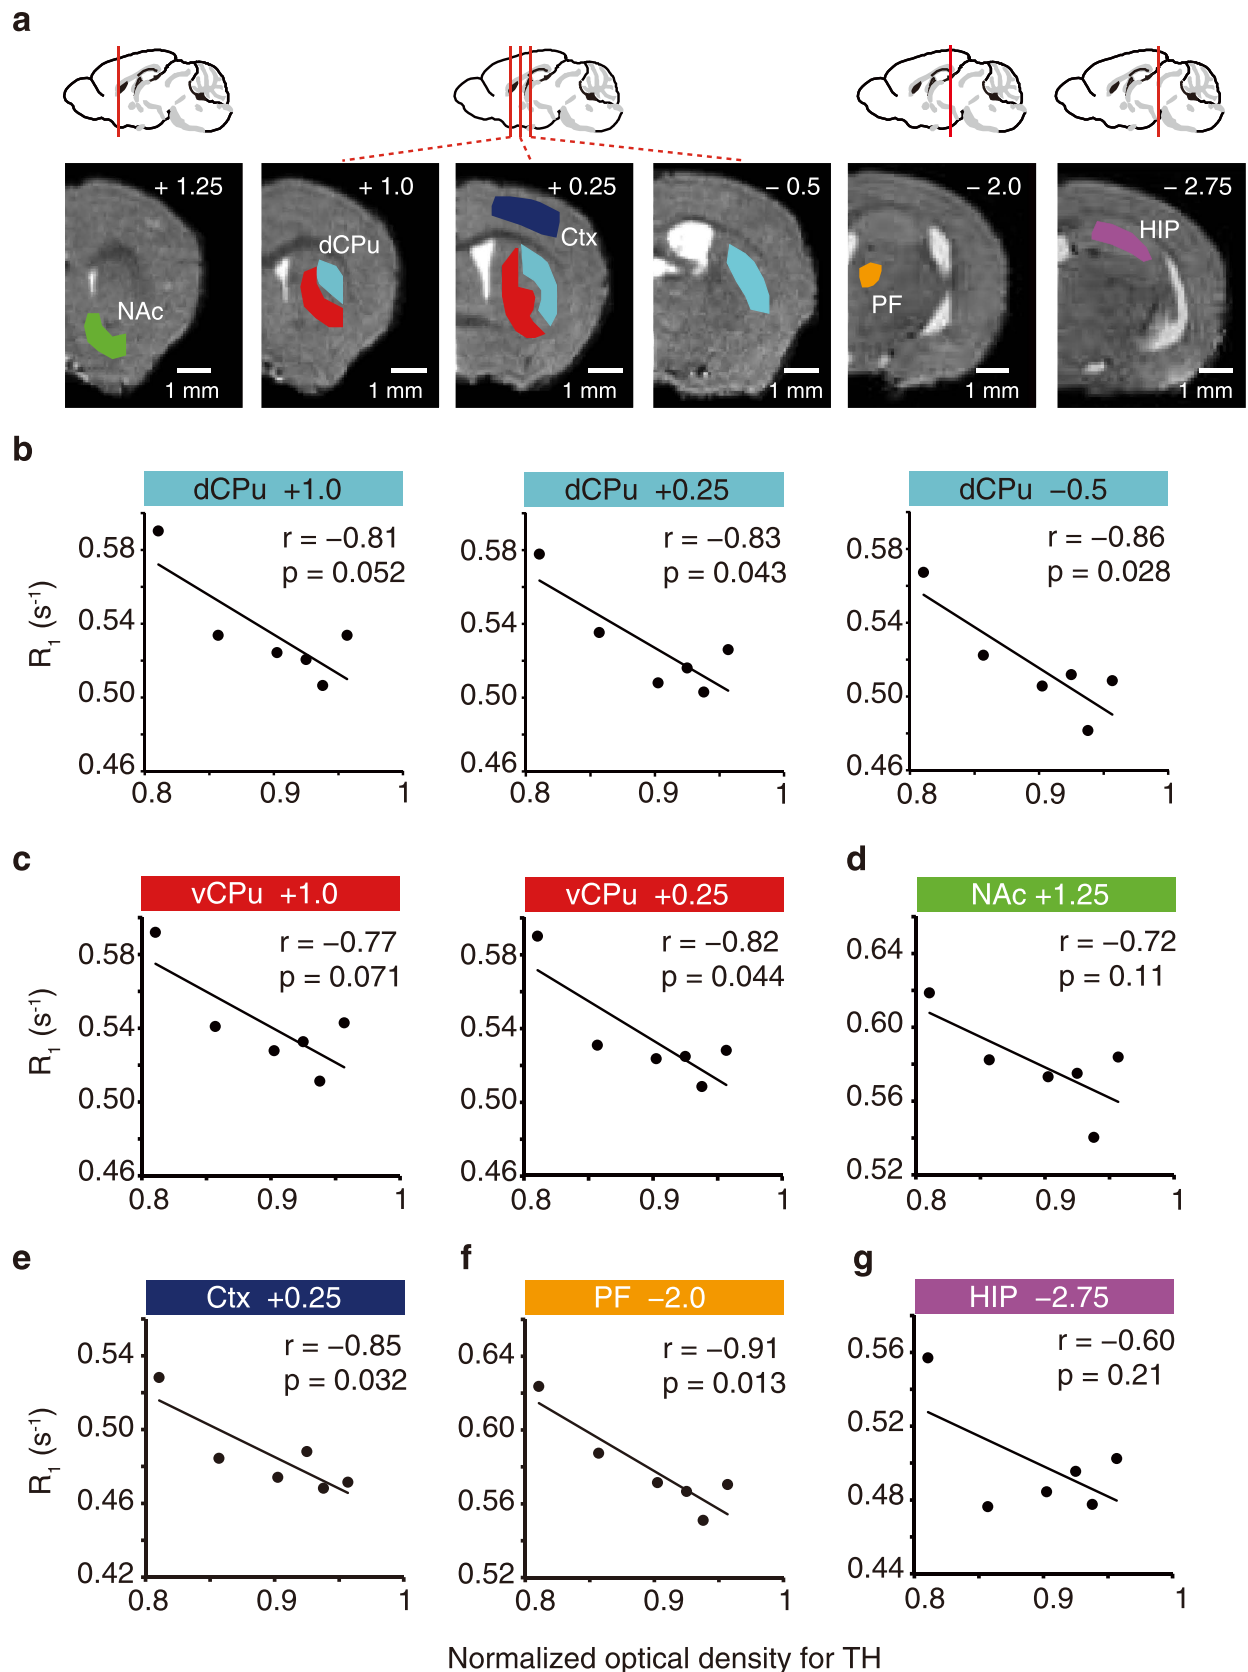 a
+ 1.25
+ 1.0
+ 0.25
− 0.5
− 2.0
− 2.75
NAc
dCPu
Ctx
PF
HIP
1 mm
1 mm
1 mm
1 mm
1 mm
1 mm
b
dCPu +1.0
r = −0.81
p = 0.052
R1 (s-1)
0.58
0.54
0.50
0.46
0.8 0.9 1
dCPu +0.25
r = −0.83
p = 0.043
0.58
0.54
0.50
0.46
0.8 0.9 1
dCPu −0.5
r = −0.86
p = 0.028
0.58
0.54
0.50
0.46
0.8 0.9 1
c
vCPu +1.0
r = −0.77
p = 0.071
R1 (s-1)
0.58
0.54
0.50
0.46
0.8 0.9 1
vCPu +0.25
r = −0.82
p = 0.044
0.58
0.54
0.50
0.46
0.8 0.9 1
d
NAc +1.25
r = −0.72
p = 0.11
0.64
0.60
0.56
0.52
0.8 0.9 1
e
Ctx +0.25
r = −0.85
p = 0.032
R1 (s-1)
0.54
0.50
0.46
0.42
0.8 0.9 1
f
PF −2.0
r = −0.91
p = 0.013
0.64
0.60
0.56
0.52
0.8 0.9 1
g
HIP −2.75
r = −0.60
p = 0.21
0.56
0.52
0.48
0.44
0.8 0.9 1
Normalized optical density for TH